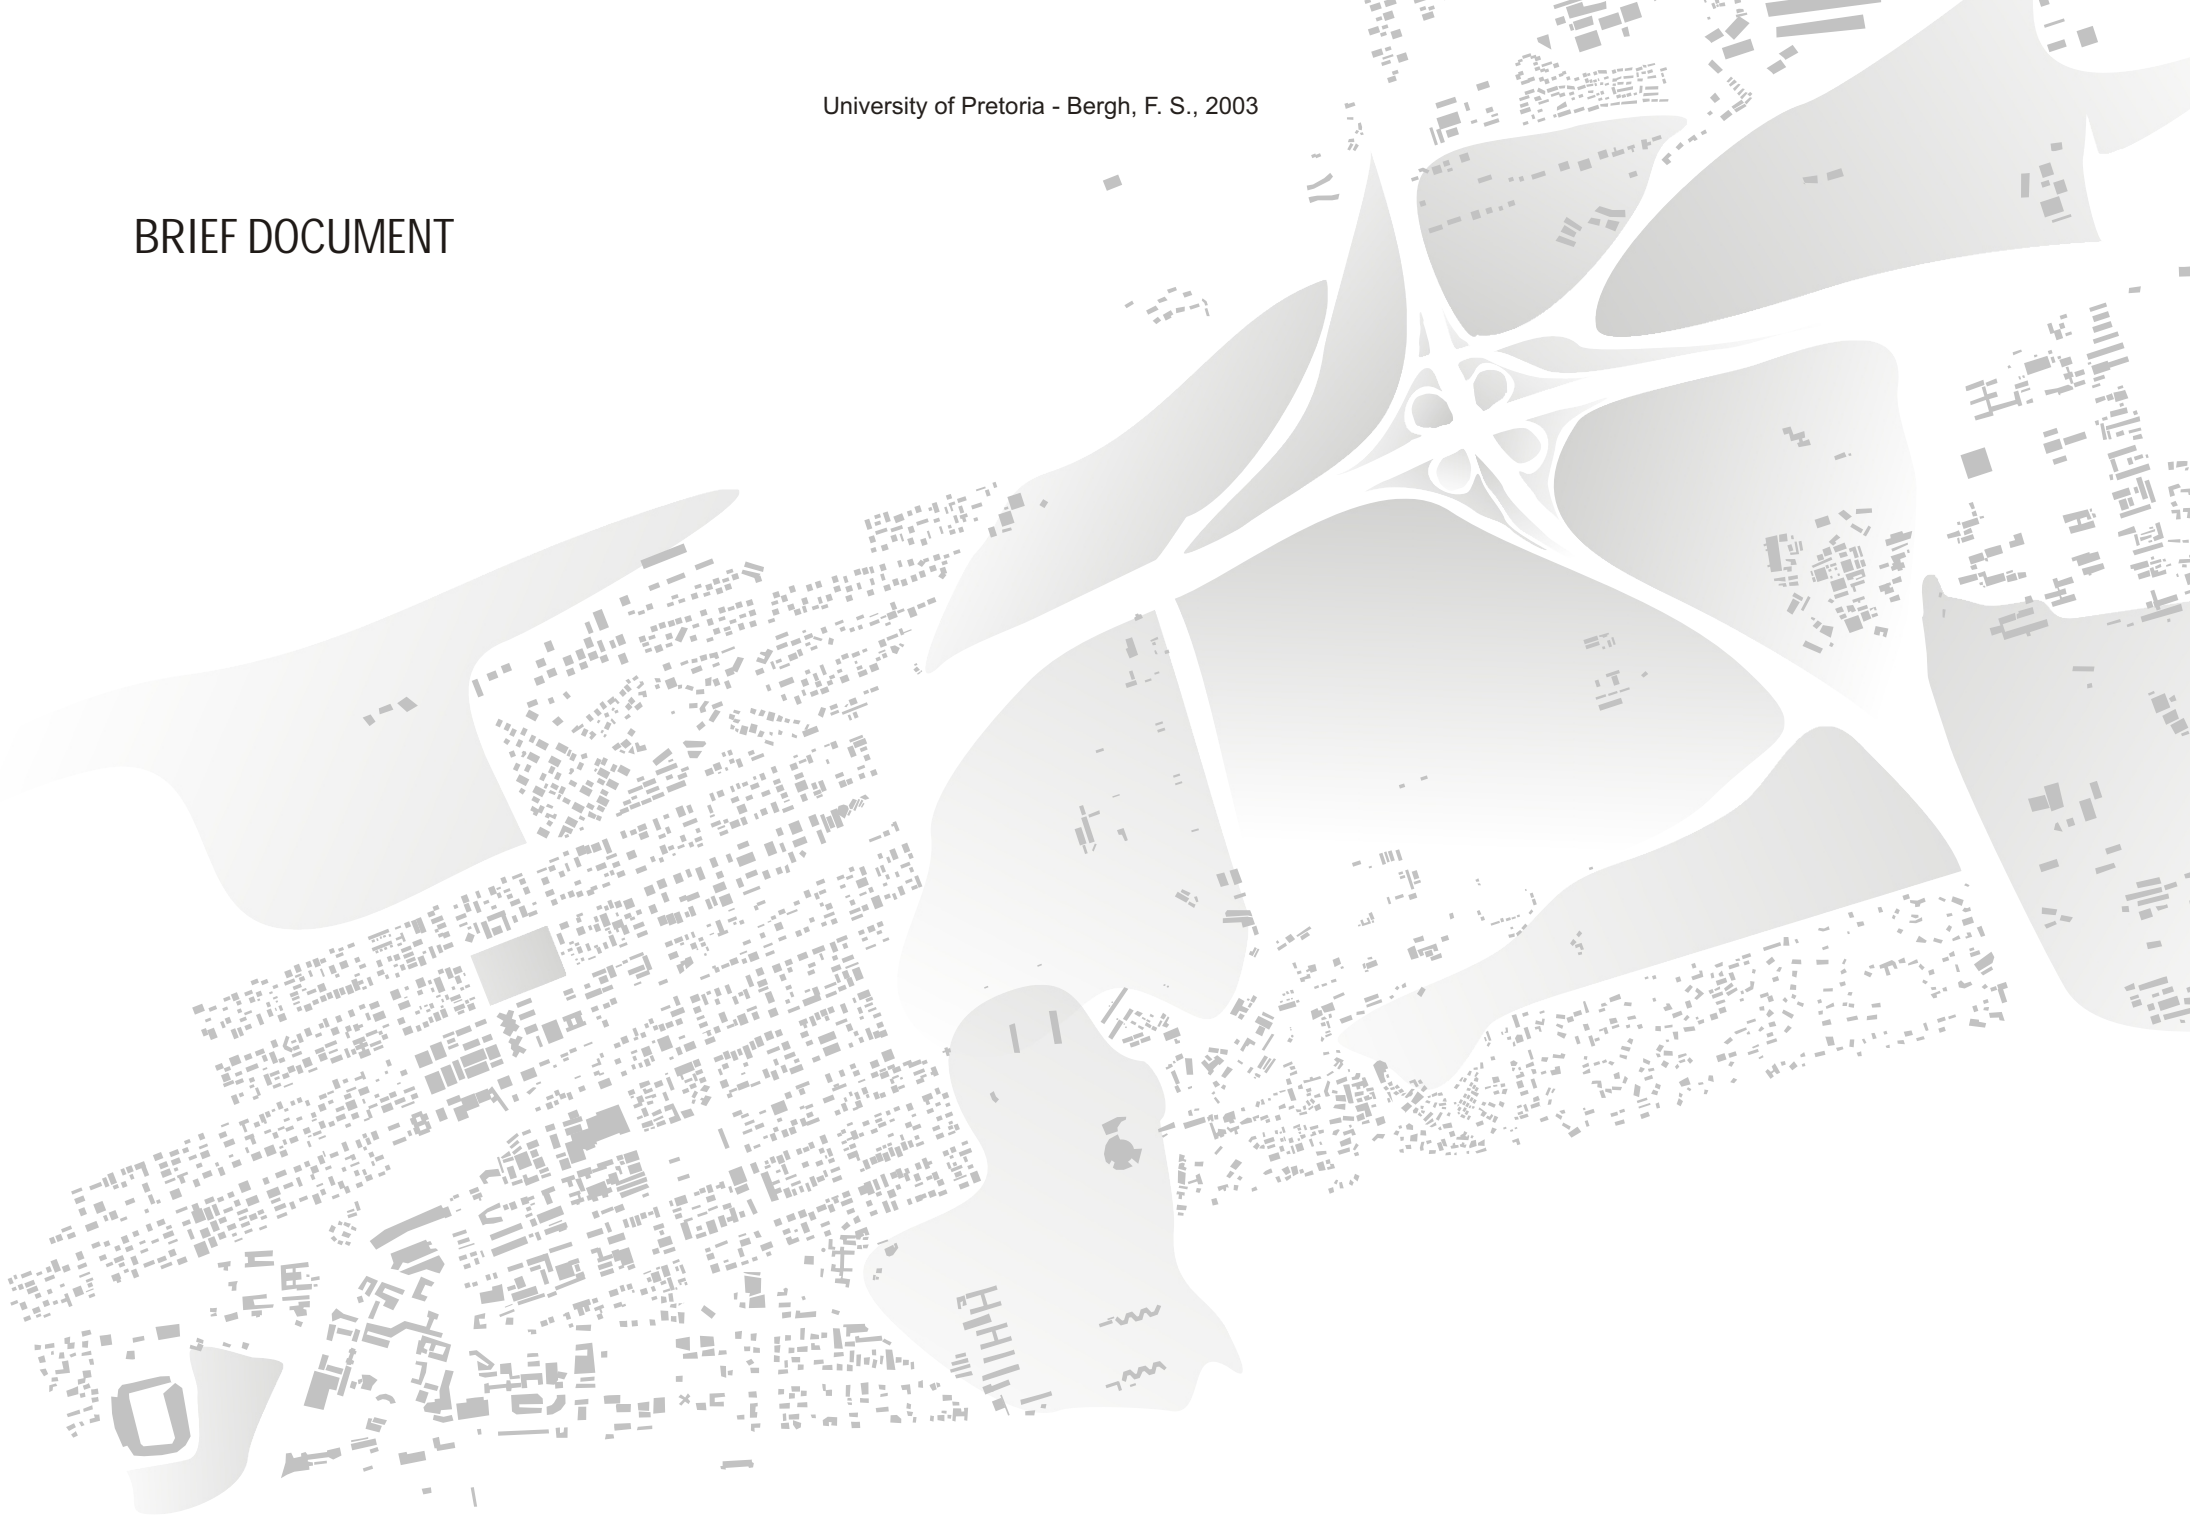 University of Pretoria - Bergh, F. S., 2003
BRIEF DOCUMENT